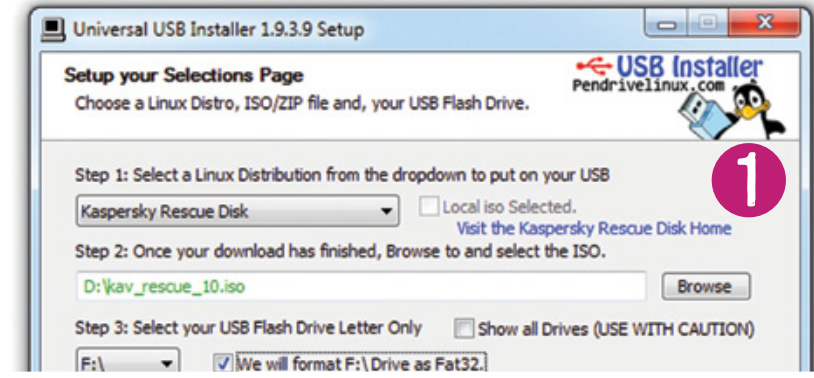 Universal USB Installer 1.9.3.9 Setup
Setup your Selections Page
Choose a Linux Distro, ISO/ZIP file and, your USB Flash Drive.
USB Installer
Pendrivelinux.com
1
Step 1: Select a Linux Distribution from the dropdown to put on your USB
Kaspersky Rescue Disk
Local iso Selected.
Visit the Kaspersky Rescue Disk Home
Step 2: Once your download has finished, Browse to and select the ISO.
D:\kav_rescue_10.iso
Browse
Step 3: Select your USB Flash Drive Letter Only
Show all Drives (USE WITH CAUTION)
F:\
We will format F:\ Drive as Fat32.